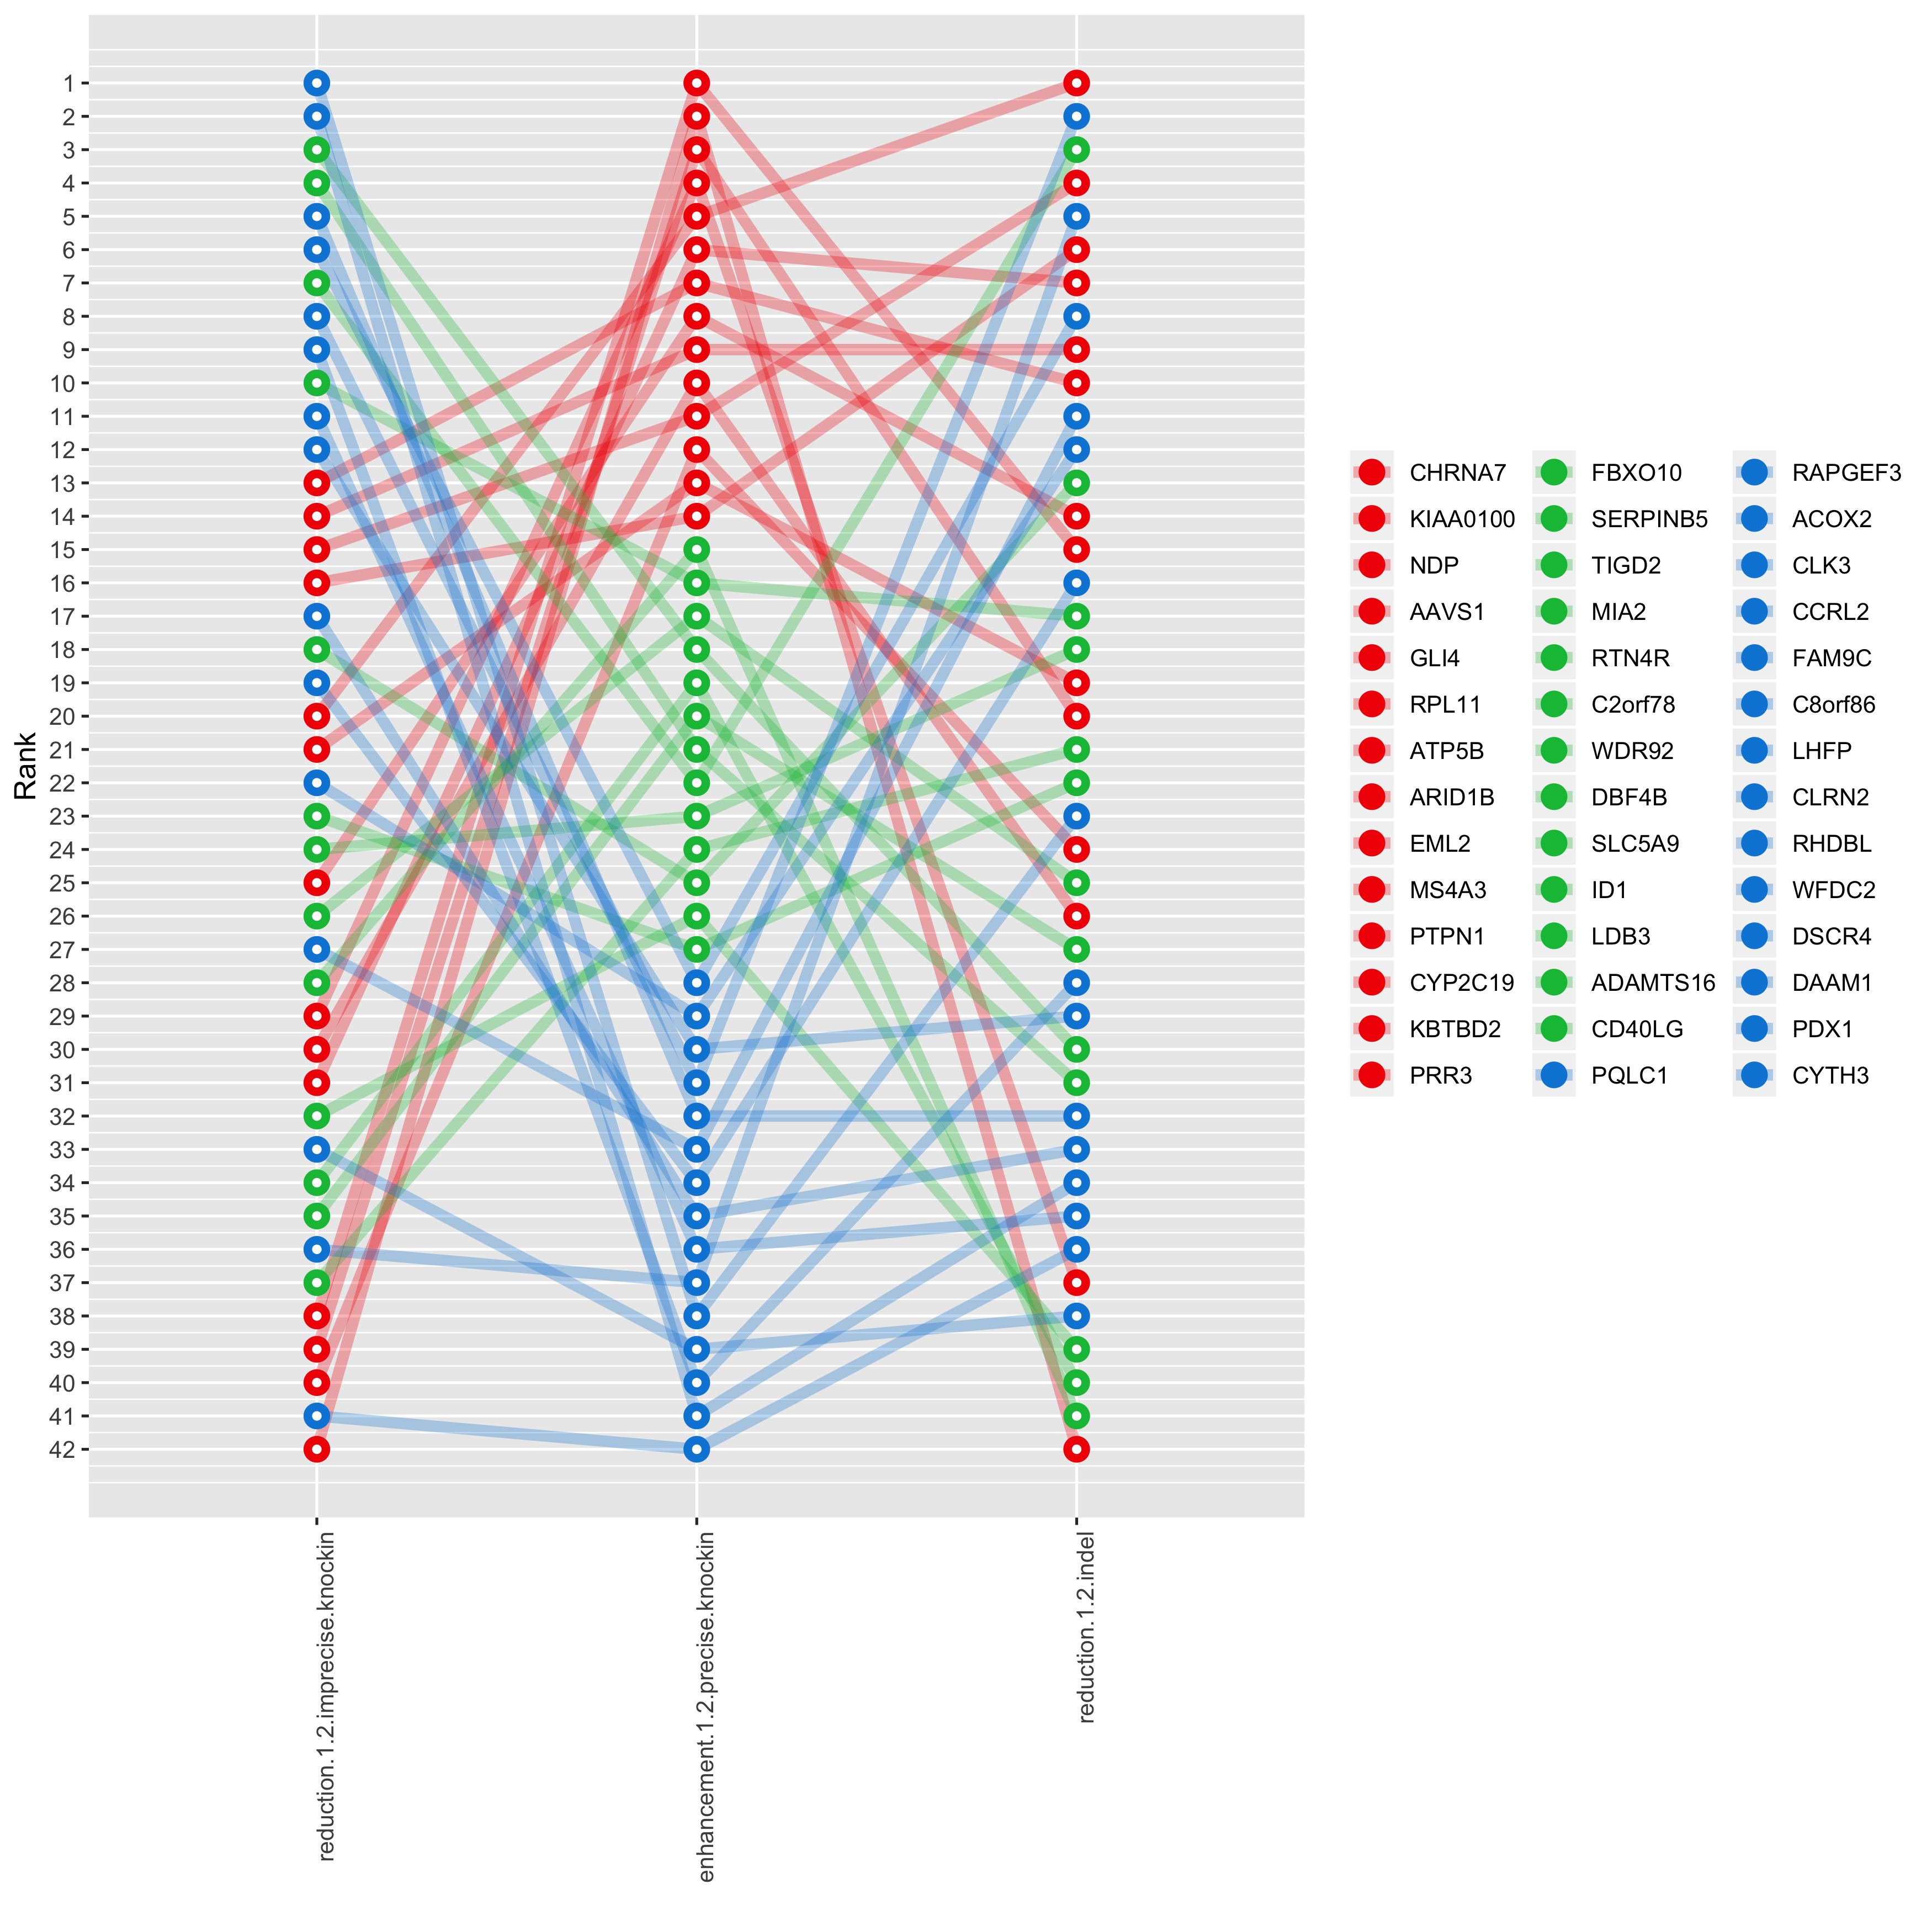 Rank
1
2
3
4
5
6
7
8
9
10
11
12
13
14
15
16
17
18
19
20
21
22
23
24
25
26
27
28
29
30
31
32
33
34
35
36
37
38
39
40
41
42
reduction.1.2.imprecise.knockin
enhancement.1.2.precise.knockin
reduction.1.2.indel
CHRNA7
KIAA0100
NDP
AAVS1
GLI4
RPL11
ATP5B
ARID1B
EML2
MS4A3
PTPN1
CYP2C19
KBTBD2
PRR3
FBXO10
SERPINB5
TIGD2
MIA2
RTN4R
C2orf78
WDR92
DBF4B
SLC5A9
ID1
LDB3
ADAMTS16
CD40LG
PQLC1
RAPGEF3
ACOX2
CLK3
CCRL2
FAM9C
C8orf86
LHFP
CLRN2
RHDBL
WFDC2
DSCR4
DAAM1
PDX1
CYTH3